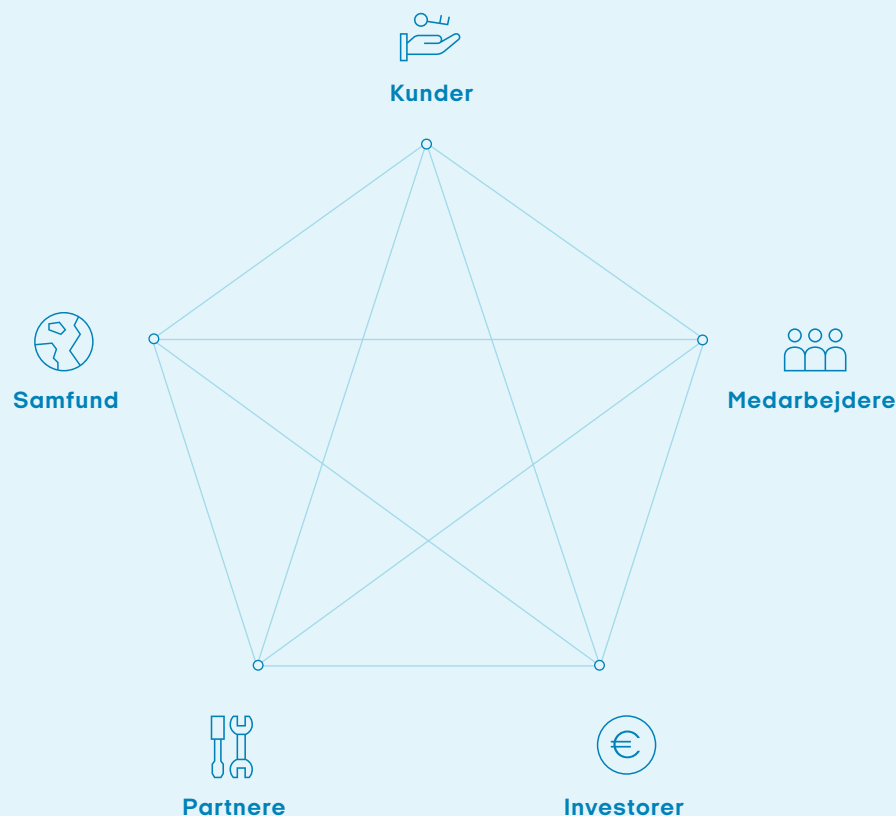 Kunder
Samfund
Medarbejdere
Partnere
Investorer